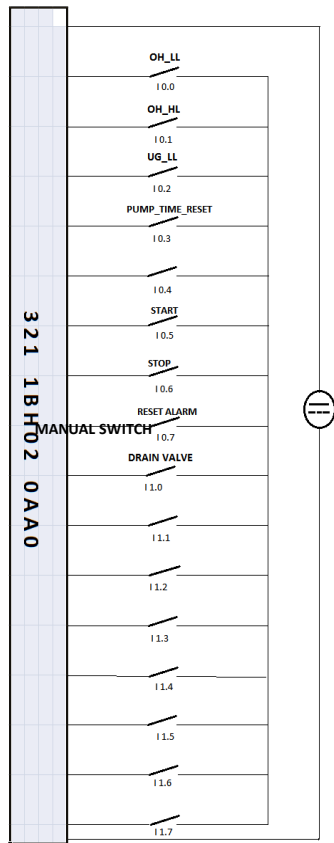 OH_LL
I 0.0
OH_HL
I 0.1
UG_LL
I 0.2
PUMP_TIME_RESET
I 0.3
I 0.4
START
I 0.5
STOP
I 0.6
RESET ALARM
MANUAL SWITCH
I 0.7
DRAIN VALVE
I 1.0
I 1.1
I 1.2
I 1.3
I 1.4
I 1.5
I 1.6
I 1.7
321 1BH02 0AA0